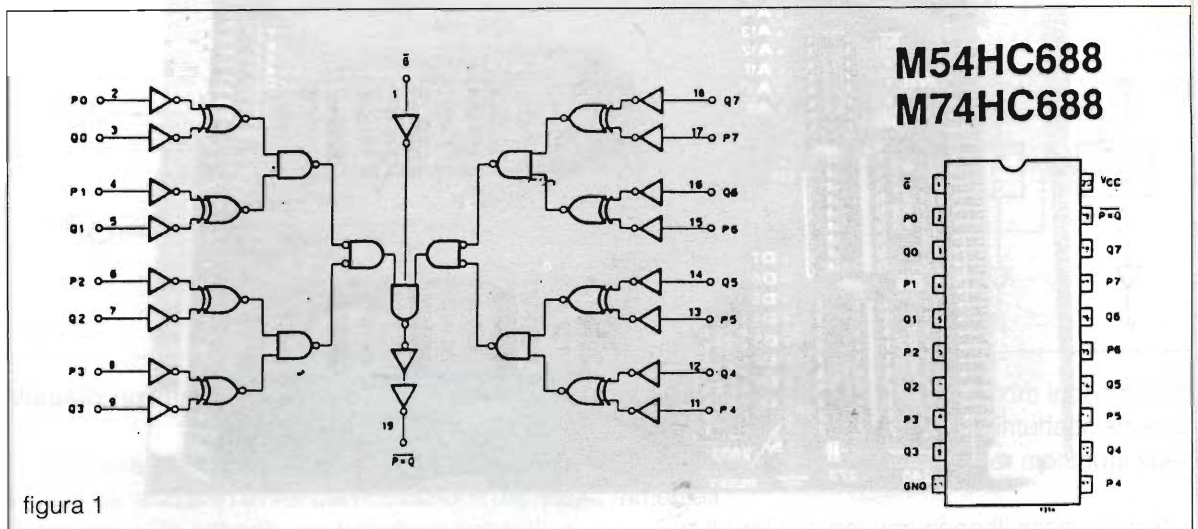 M54HC688
M74HC688
P0 2
Q0 3
P1 4
Q1 5
P2 6
Q2 7
P3 8
Q3 9
G̅
1
19
P=Q
18 Q7
17 P7
16 Q6
15 P6
14 Q5
13 P5
12 Q4
11 P4
G̅ 1
P0 2
Q0 3
P1 4
Q1 5
P2
Q2
P3
Q3
GNO
VCC
P=Q
Q7
P7
Q6
P6
Q5
P5
Q4
P4
figura 1